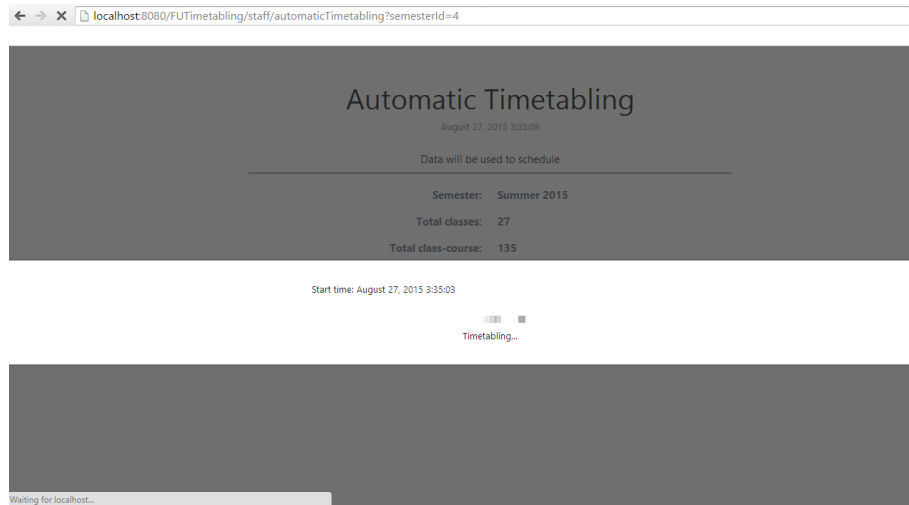 localhost:8080/FUTimetabling/staff/automaticTimetabling?semesterId=4
Automatic Timetabling
August 27, 2015 3:35:08
Data will be used to schedule
Semester: Summer 2015
Total classes: 27
Total class-course: 135
Start time: August 27, 2015 3:35:03
Timetabling...
Waiting for localhost...